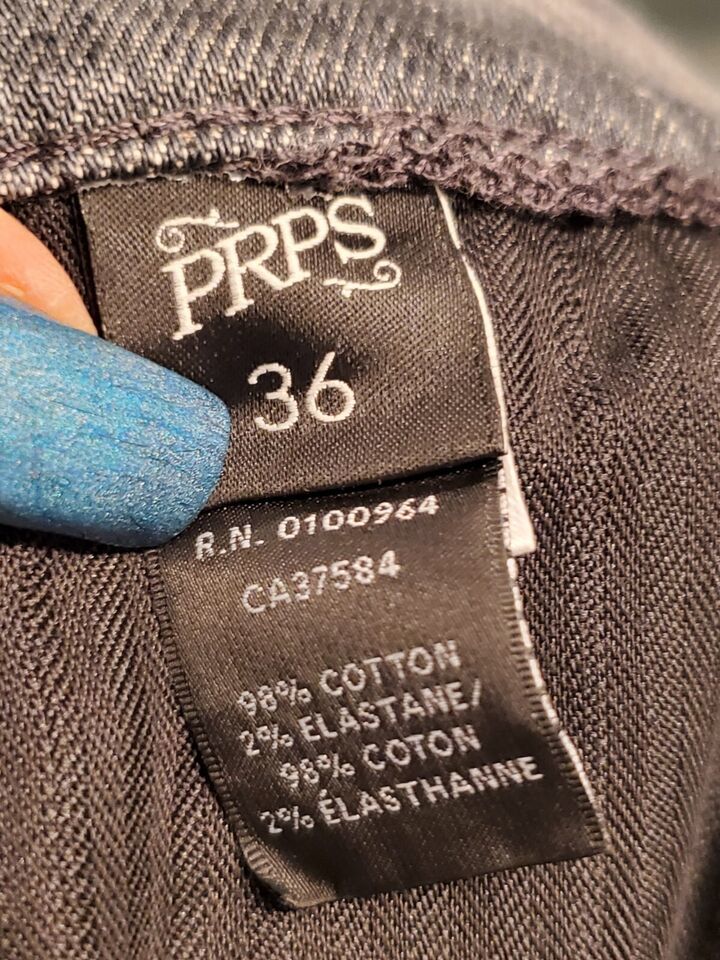 PRPS
36
R.N. 0100964
CA37584
98% COTTON
2% ELASTANE/
98% COTON
2% ÉLASTHANNE